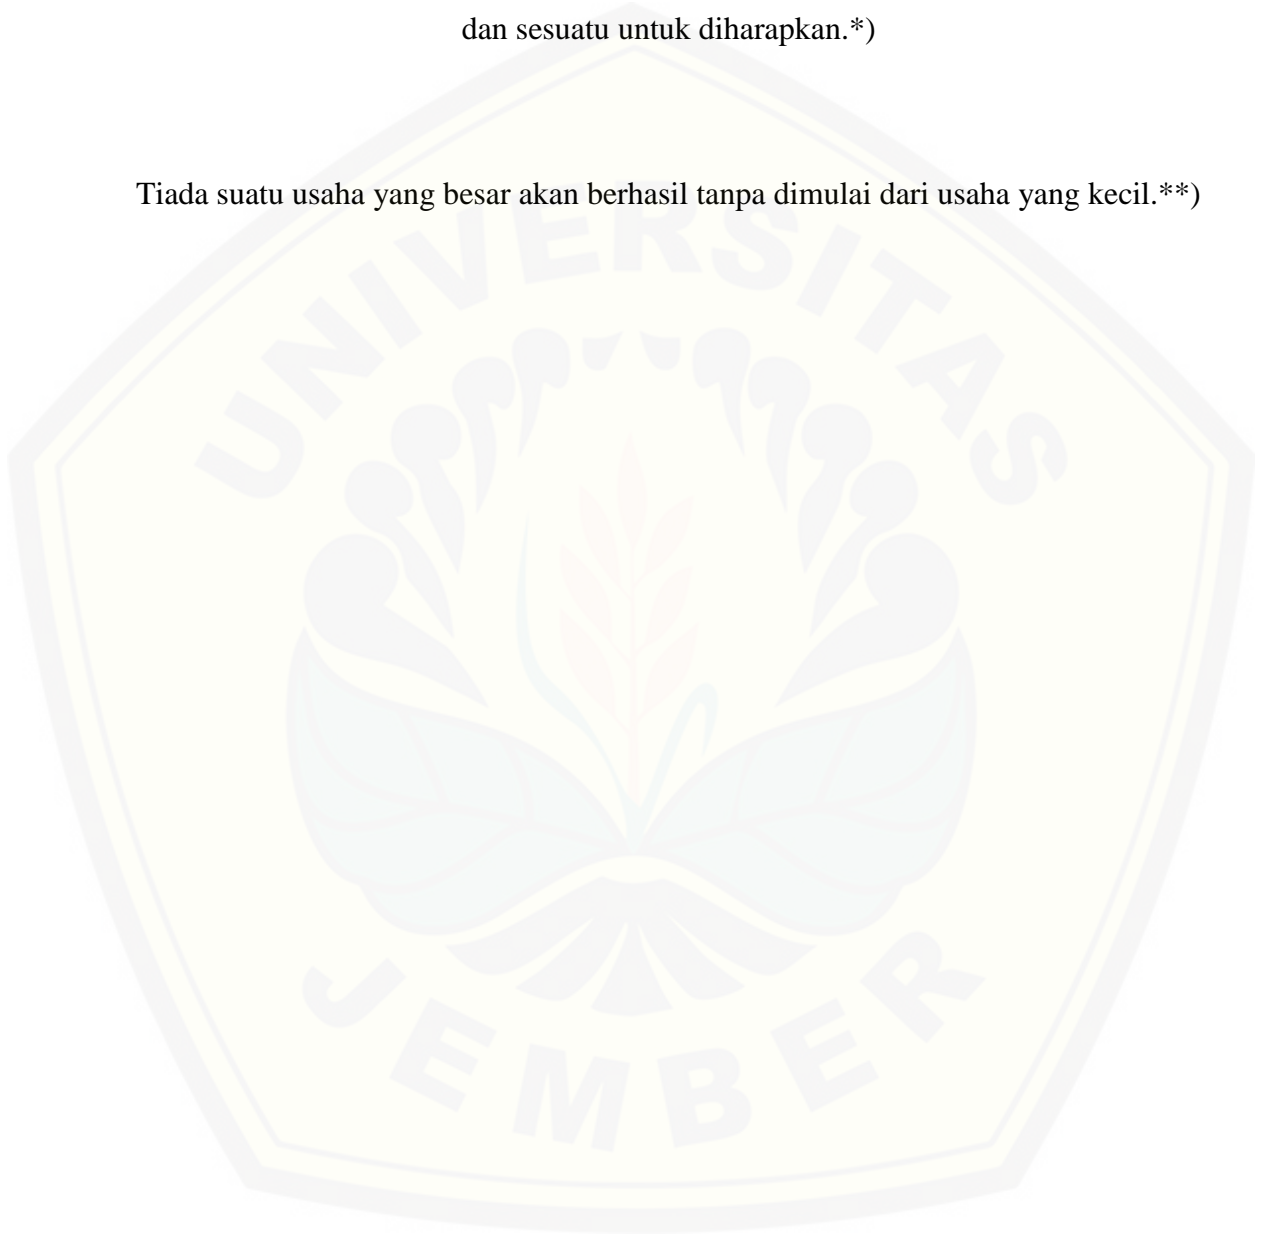 dan sesuatu untuk diharapkan.*)
Tiada suatu usaha yang besar akan berhasil tanpa dimulai dari usaha yang kecil.**)
UNIVERSITAS
JEMBER